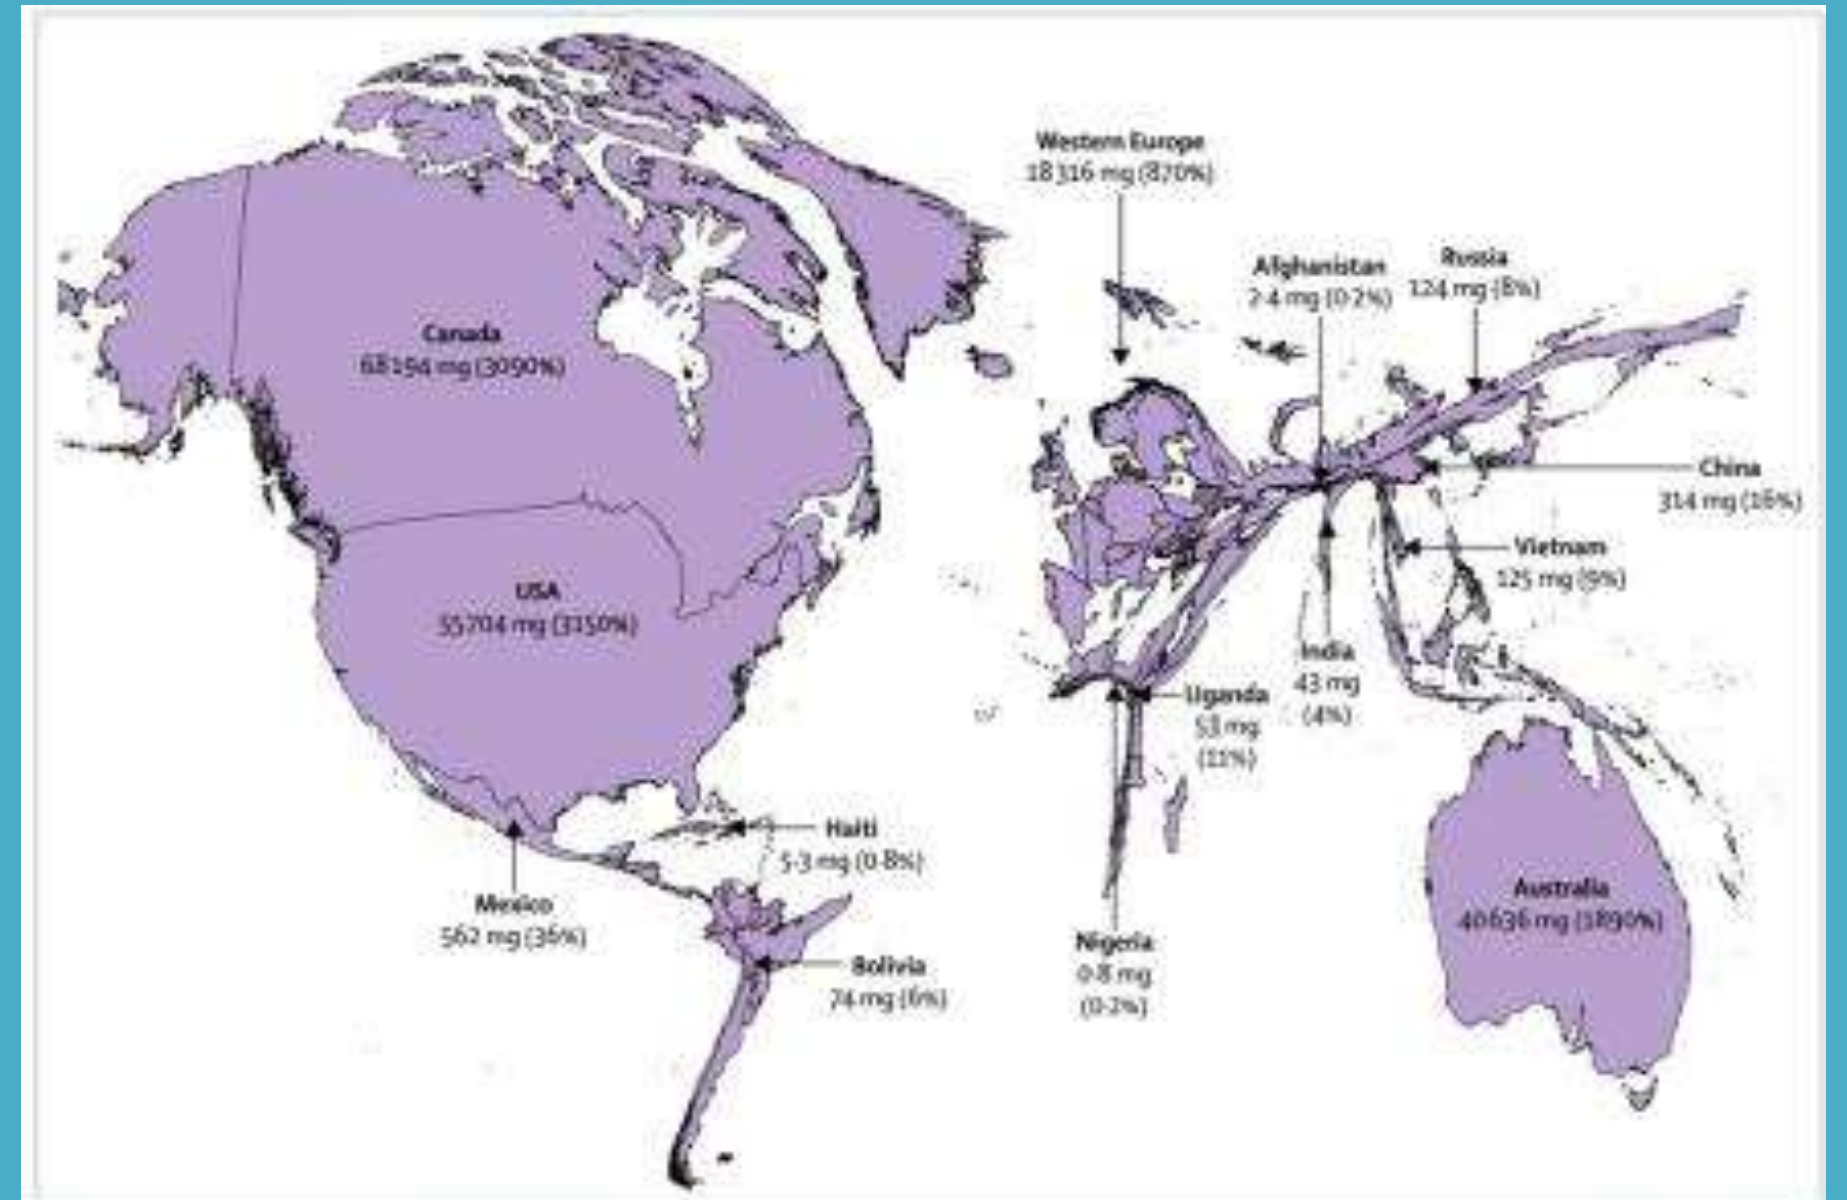 Western Europe
18 316 mg (870%)
Afghanistan
2·4 mg (0·2%)
Russia
124 mg (8%)
Canada
68 194 mg (3090%)
China
314 mg (16%)
Vietnam
125 mg (9%)
USA
55 704 mg (3150%)
India
43 mg
(4%)
Uganda
53 mg
(11%)
Haiti
5·3 mg (0·8%)
Mexico
562 mg (36%)
Australia
40 636 mg (1890%)
Nigeria
0·8 mg
(0·2%)
Bolivia
74 mg (6%)